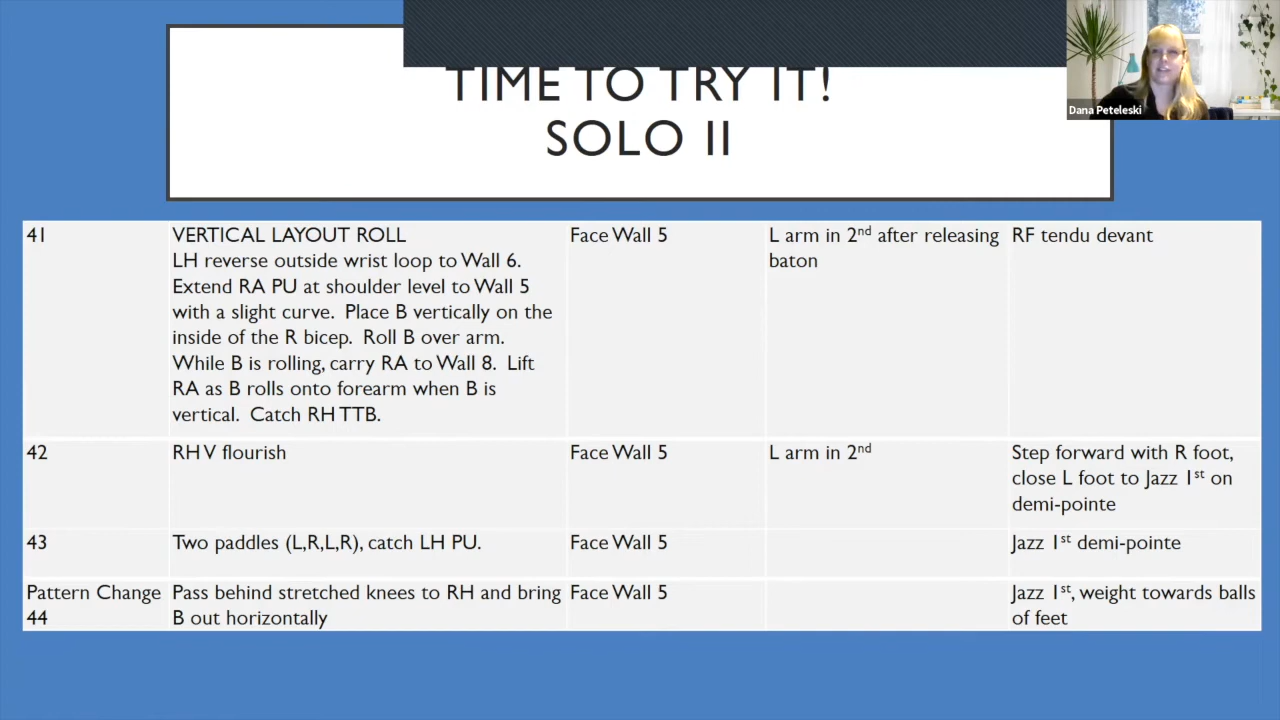 TIME TO TRY IT!
SOLO II
Dana Peteleski
41
VERTICAL LAYOUT ROLL
LH reverse outside wrist loop to Wall 6.
Extend RA PU at shoulder level to Wall 5
with a slight curve. Place B vertically on the
inside of the R bicep. Roll B over arm.
While B is rolling, carry RA to Wall 8. Lift
RA as B rolls onto forearm when B is
vertical. Catch RH TTB.
Face Wall 5
L arm in 2nd after releasing
baton
RF tendu devant
42
RH V flourish
Face Wall 5
L arm in 2nd
Step forward with R foot,
close L foot to Jazz 1st on
demi-pointe
43
Two paddles (L,R,L,R), catch LH PU.
Face Wall 5
Jazz 1st demi-pointe
Pattern Change
44
Pass behind stretched knees to RH and bring
B out horizontally
Face Wall 5
Jazz 1st, weight towards balls
of feet